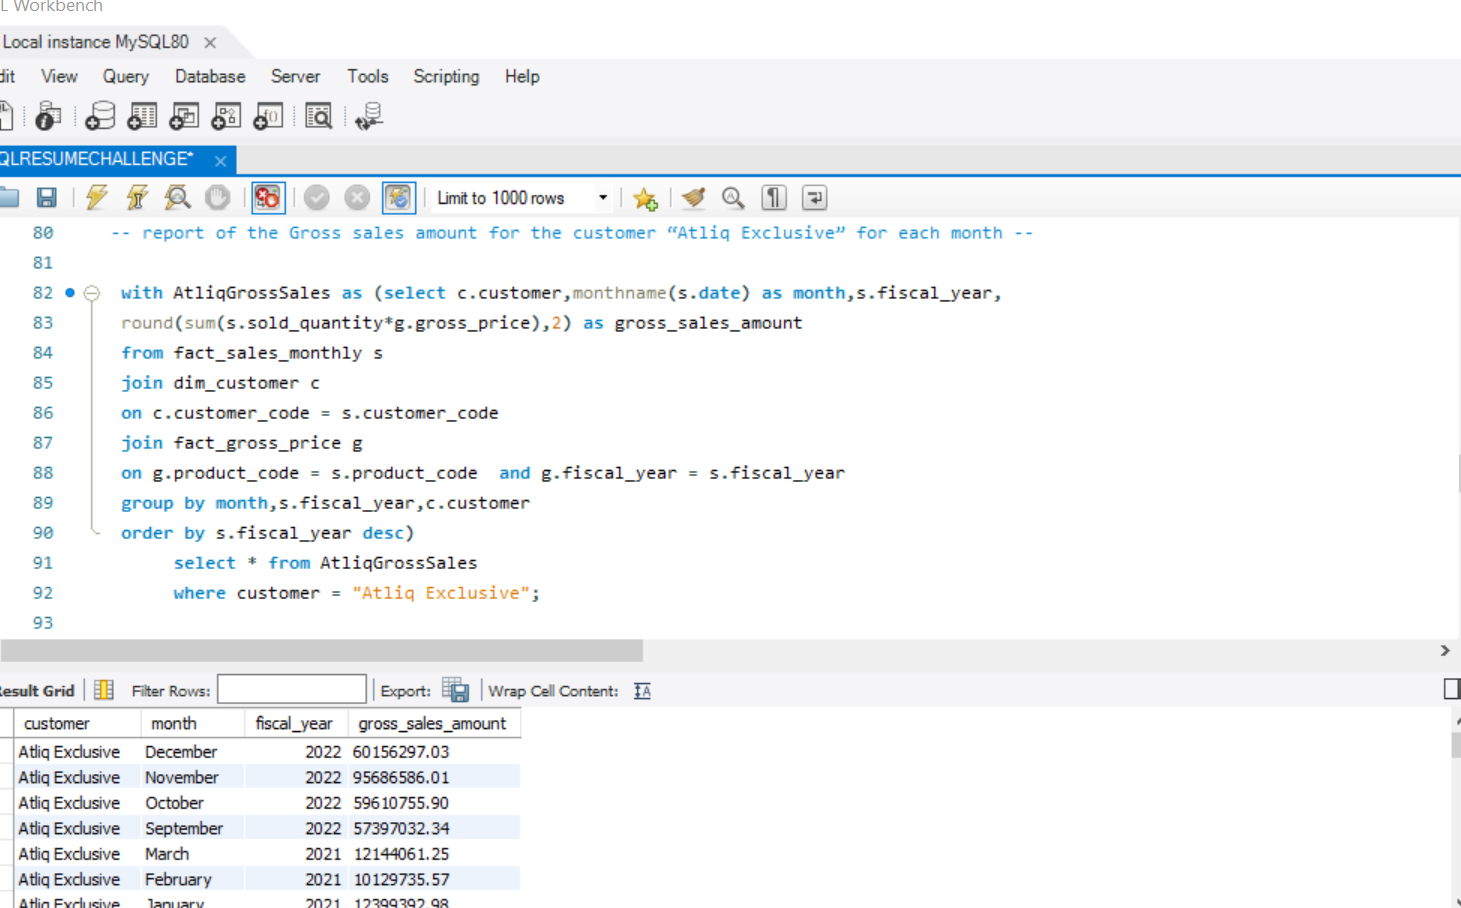 L Workbench
Local instance MySQL80
dit View Query Database Server Tools Scripting Help
QLRESUMECHALLENGE*
Limit to 1000 rows
80 -- report of the Gross sales amount for the customer “Atliq Exclusive” for each month --
81
82 with AtliqGrossSales as (select c.customer,monthname(s.date) as month,s.fiscal_year,
83 round(sum(s.sold_quantity*g.gross_price),2) as gross_sales_amount
84 from fact_sales_monthly s
85 join dim_customer c
86 on c.customer_code = s.customer_code
87 join fact_gross_price g
88 on g.product_code = s.product_code  and g.fiscal_year = s.fiscal_year
89 group by month,s.fiscal_year,c.customer
90 order by s.fiscal_year desc)
91 select * from AtliqGrossSales
92 where customer = "Atliq Exclusive";
93
esult Grid Filter Rows: Export: Wrap Cell Content:
customer month fiscal_year gross_sales_amount
Atliq Exclusive December 2022 60156297.03
Atliq Exclusive November 2022 95686586.01
Atliq Exclusive October 2022 59610755.90
Atliq Exclusive September 2022 57397032.34
Atliq Exclusive March 2021 12144061.25
Atliq Exclusive February 2021 10129735.57
Atliq Exclusive January 2021 12399392.98